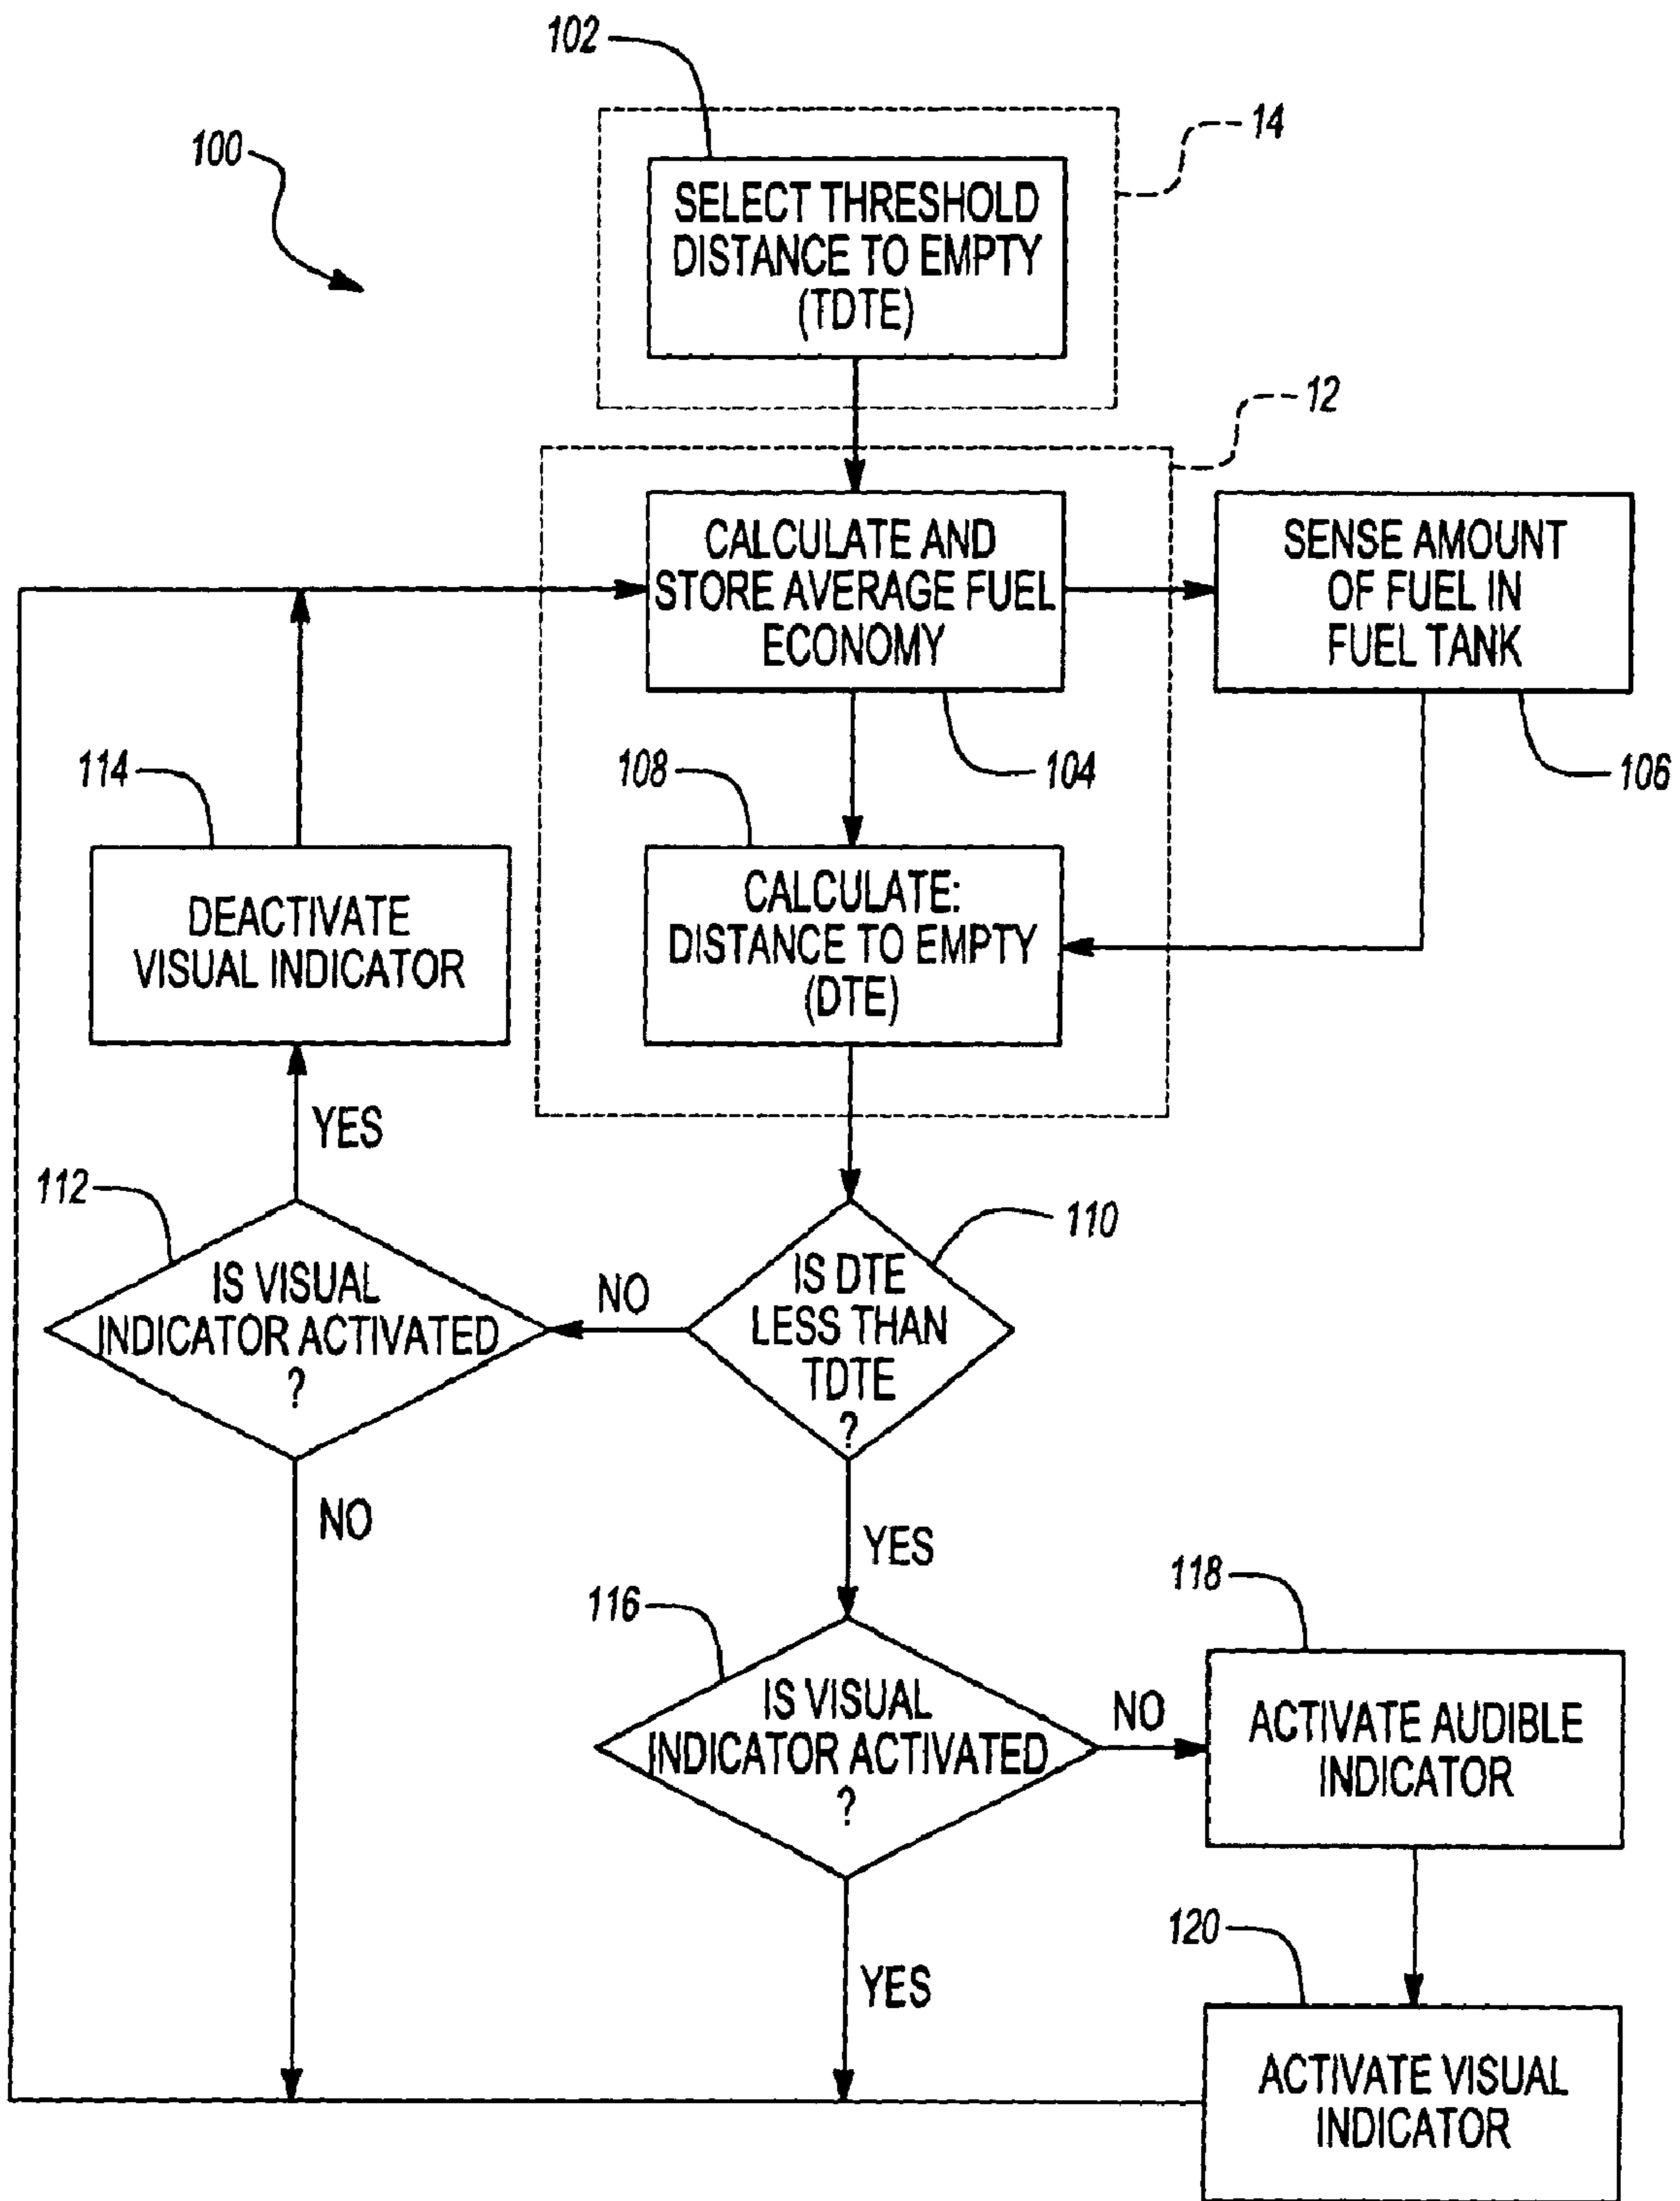 102
14
100
SELECT THRESHOLD
DISTANCE TO EMPTY
(TDTE)
12
CALCULATE AND
STORE AVERAGE FUEL
ECONOMY
SENSE AMOUNT
OF FUEL IN
FUEL TANK
114
108
104
106
DEACTIVATE
VISUAL INDICATOR
CALCULATE:
DISTANCE TO EMPTY
(DTE)
YES
112
110
IS VISUAL
INDICATOR ACTIVATED
?
NO
IS DTE
LESS THAN
TDTE
?
NO
YES
118
116
IS VISUAL
INDICATOR ACTIVATED
?
NO
ACTIVATE AUDIBLE
INDICATOR
120
YES
ACTIVATE VISUAL
INDICATOR